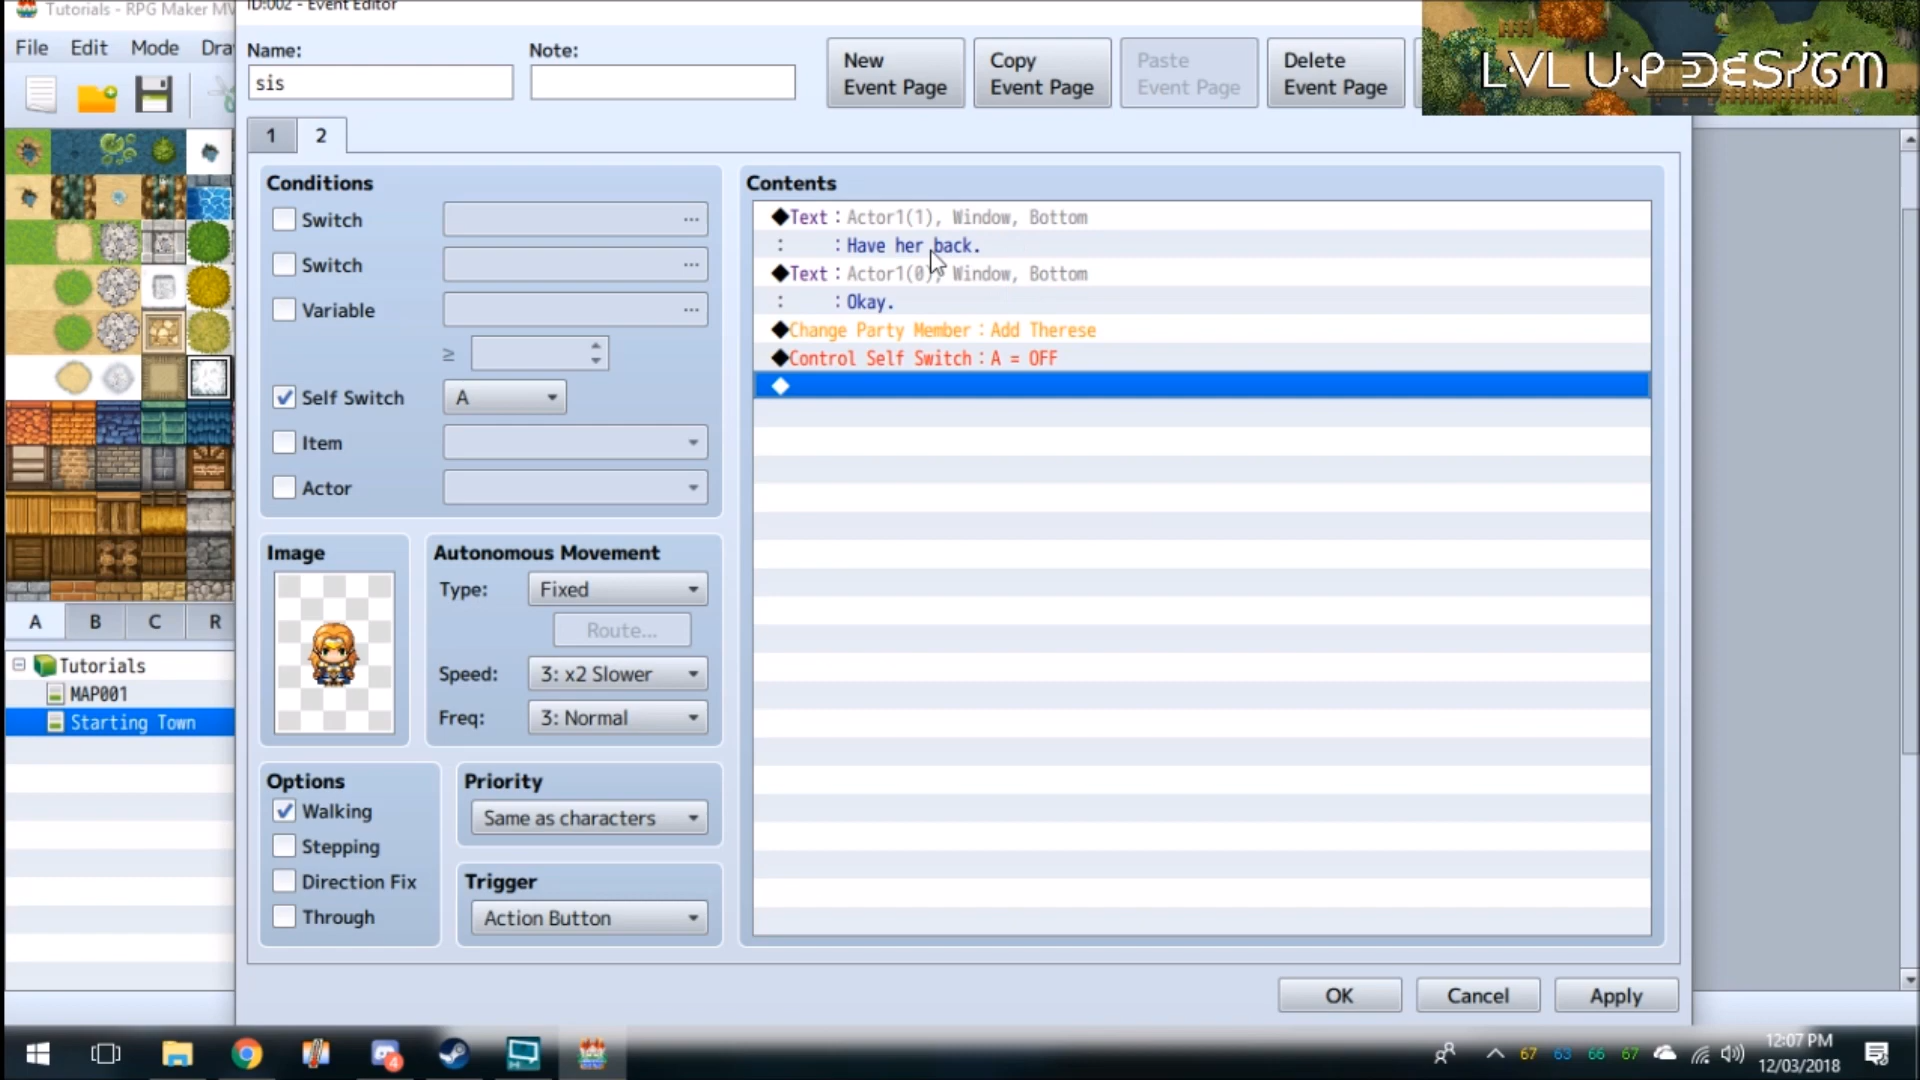 Tutorials - RPG Maker MV
ID:002 - Event Editor
LVL UP DESIGN
File Edit Mode Dra
Name:
Note:
sis
New
Event Page
Copy
Event Page
Paste
Event Page
Delete
Event Page
1 2
Conditions
Switch ...
Switch ...
Variable ...
≥
Self Switch A
Item
Actor
Contents
◆Text：Actor1(1), Window, Bottom
: :Have her back.
◆Text：Actor1(0), Window, Bottom
: :Okay.
◆Change Party Member：Add Therese
◆Control Self Switch：A = OFF
◆
Image
Autonomous Movement
Type: Fixed
Route...
Speed: 3: x2 Slower
Freq: 3: Normal
Options
Walking
Stepping
Direction Fix
Through
Priority
Same as characters
Trigger
Action Button
A B C R
Tutorials
MAP001
Starting Town
OK Cancel Apply
4
67 63 66 67
12:07 PM
12/03/2018